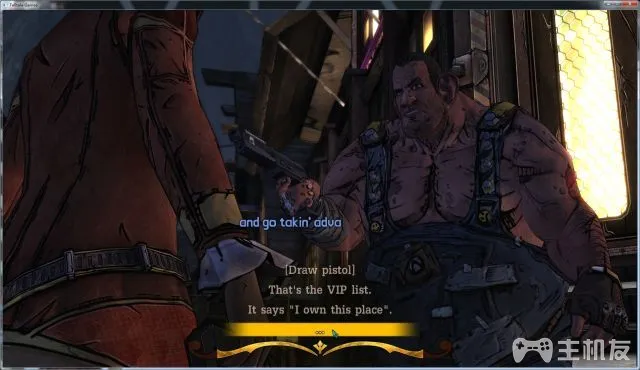 Telltale Games
and go takin' adva
[Draw pistol]
That's the VIP list.
It says "I own this place".
...
主机友